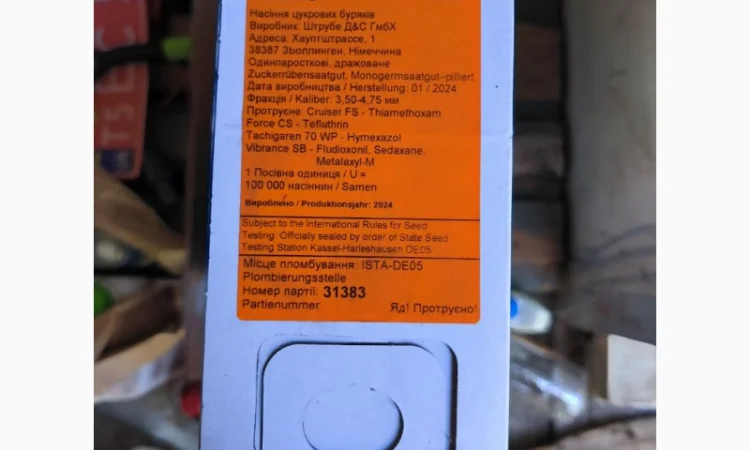 Насіння цукрових буряків
Виробник: Штрубе Д&С ГмбХ
Адреса: Хауптштрассе, 1
38387 Зьоллинген, Німеччина
Одинпаросткові, дражоване
Zuckerrübensaatgut, Monogermsaatgut-pilliert
Дата виробництва / Herstellung: 01 / 2024
Фракція / Kaliber: 3,50-4,75 мм
Протруєне: Cruiser FS - Thiamethoxam
Force CS - Tefluthrin
Tachigaren 70 WP - Hymexazol
Vibrance SB - Fludioxonil, Sedaxane,
Metalaxyl-M
1 Посівна одиниця / U =
100 000 насіннин / Samen
Вироблено / Produktionsjahr: 2024
Subject to the International Rules for Seed
Testing. Officially sealed by order of State Seed
Testing Station Kassel-Harleshausen DE05
Місце пломбування: ISTA-DE05
Plombierungsstelle
Номер партії: 31383
Partienummer Яд! Протруєно!